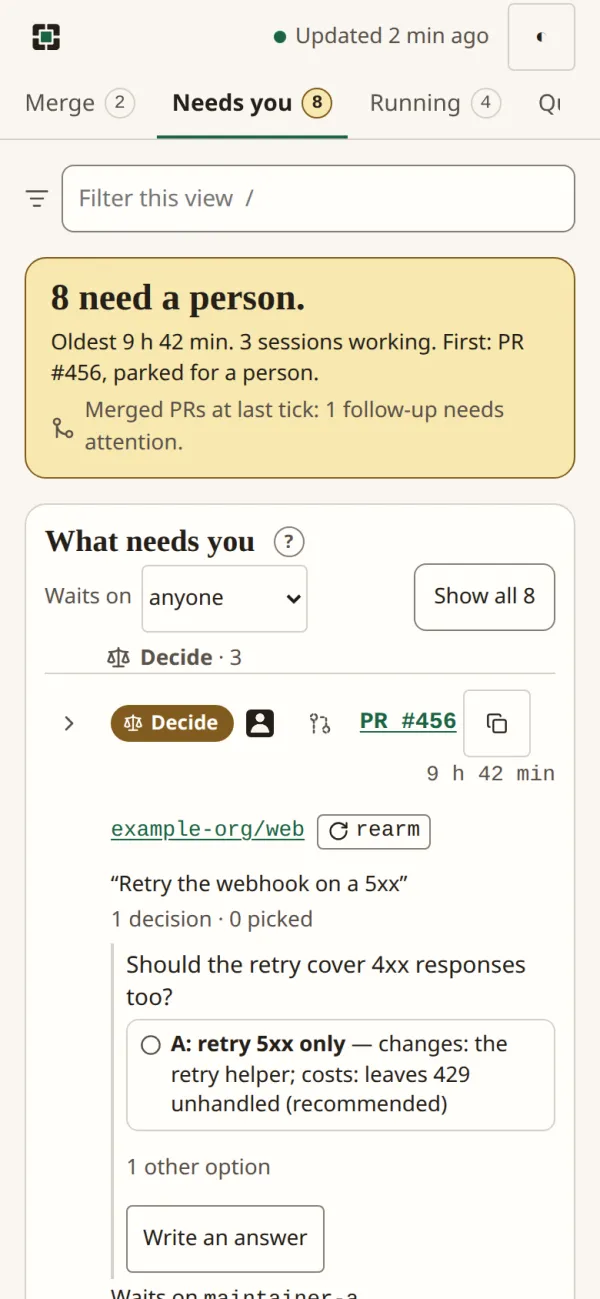 Updated 2 min ago
Merge 2 Needs you 8 Running 4
Filter this view /
8 need a person.
Oldest 9 h 42 min. 3 sessions working. First: PR
#456, parked for a person.
Merged PRs at last tick: 1 follow-up needs
attention.
What needs you ?
Waits on anyone Show all 8
Decide · 3
Decide PR #456
9 h 42 min
example-org/web rearm
“Retry the webhook on a 5xx”
1 decision · 0 picked
Should the retry cover 4xx responses
too?
A: retry 5xx only — changes: the
retry helper; costs: leaves 429
unhandled (recommended)
1 other option
Write an answer
Waits on maintainer-a